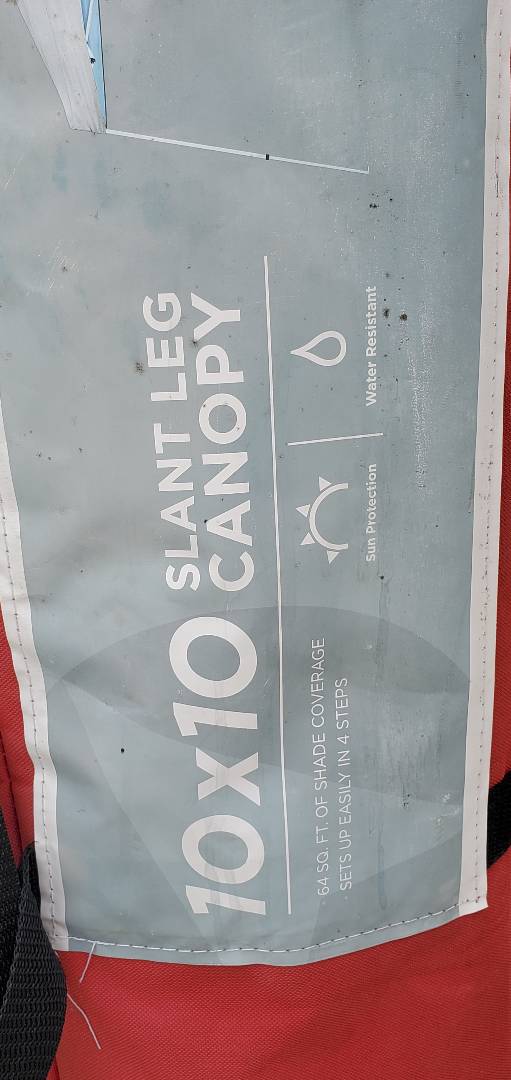 10x10
SLANT LEG
CANOPY
· 64 SQ. FT. OF SHADE COVERAGE
· SETS UP EASILY IN 4 STEPS
Sun Protection
Water Resistant